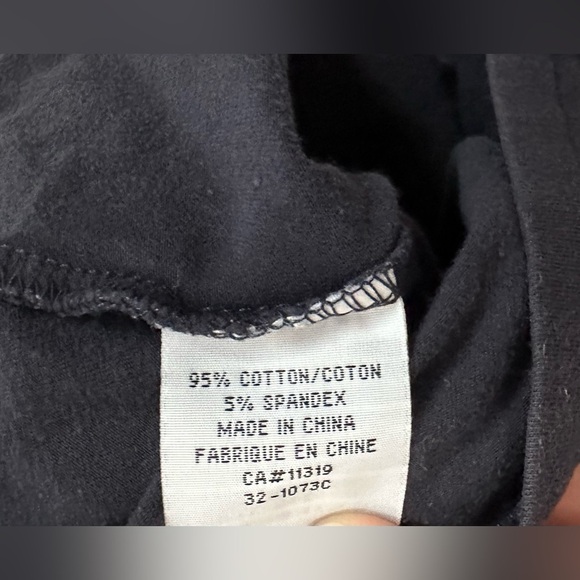 95% COTTON/COTON
5% SPANDEX
MADE IN CHINA
FABRIQUE EN CHINE
CA#11319
32-1073C